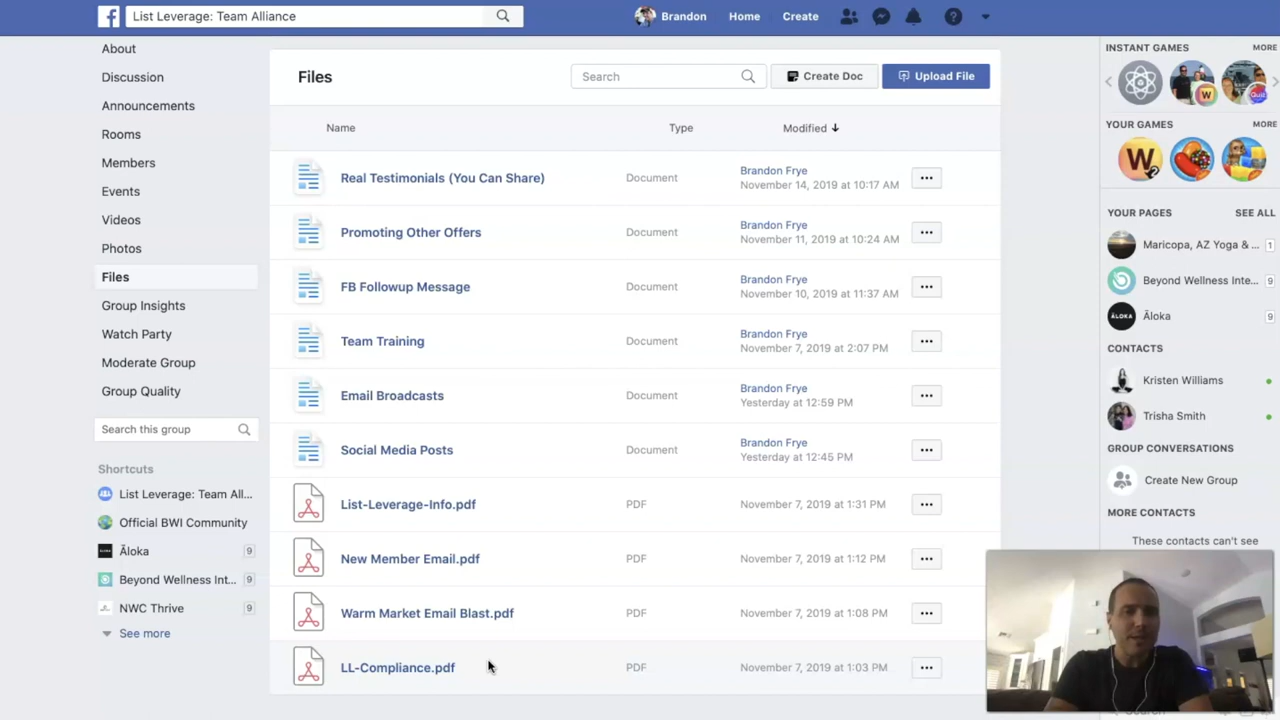 List Leverage: Team Alliance
Brandon
Home
Create
About
Discussion
Announcements
Rooms
Members
Events
Videos
Photos
Files
Group Insights
Watch Party
Moderate Group
Group Quality
Search this group
Shortcuts
List Leverage: Team All...
Official BWI Community
Āloka 9
Beyond Wellness Int... 9
NWC Thrive 9
See more
Files
Search
Create Doc
Upload File
Name Type Modified
Real Testimonials (You Can Share) Document Brandon Frye
November 14, 2019 at 10:17 AM
Promoting Other Offers Document Brandon Frye
November 11, 2019 at 10:24 AM
FB Followup Message Document Brandon Frye
November 10, 2019 at 11:37 AM
Team Training Document Brandon Frye
November 7, 2019 at 2:07 PM
Email Broadcasts Document Brandon Frye
Yesterday at 12:59 PM
Social Media Posts Document Brandon Frye
Yesterday at 12:45 PM
List-Leverage-Info.pdf PDF November 7, 2019 at 1:31 PM
New Member Email.pdf PDF November 7, 2019 at 1:12 PM
Warm Market Email Blast.pdf PDF November 7, 2019 at 1:08 PM
LL-Compliance.pdf PDF November 7, 2019 at 1:03 PM
INSTANT GAMES MORE
YOUR GAMES MORE
YOUR PAGES SEE ALL
Maricopa, AZ Yoga & ... 1
Beyond Wellness Inte... 9
ĀLOKA Āloka 9
CONTACTS
Kristen Williams
Trisha Smith
GROUP CONVERSATIONS
Create New Group
MORE CONTACTS
These contacts can't see